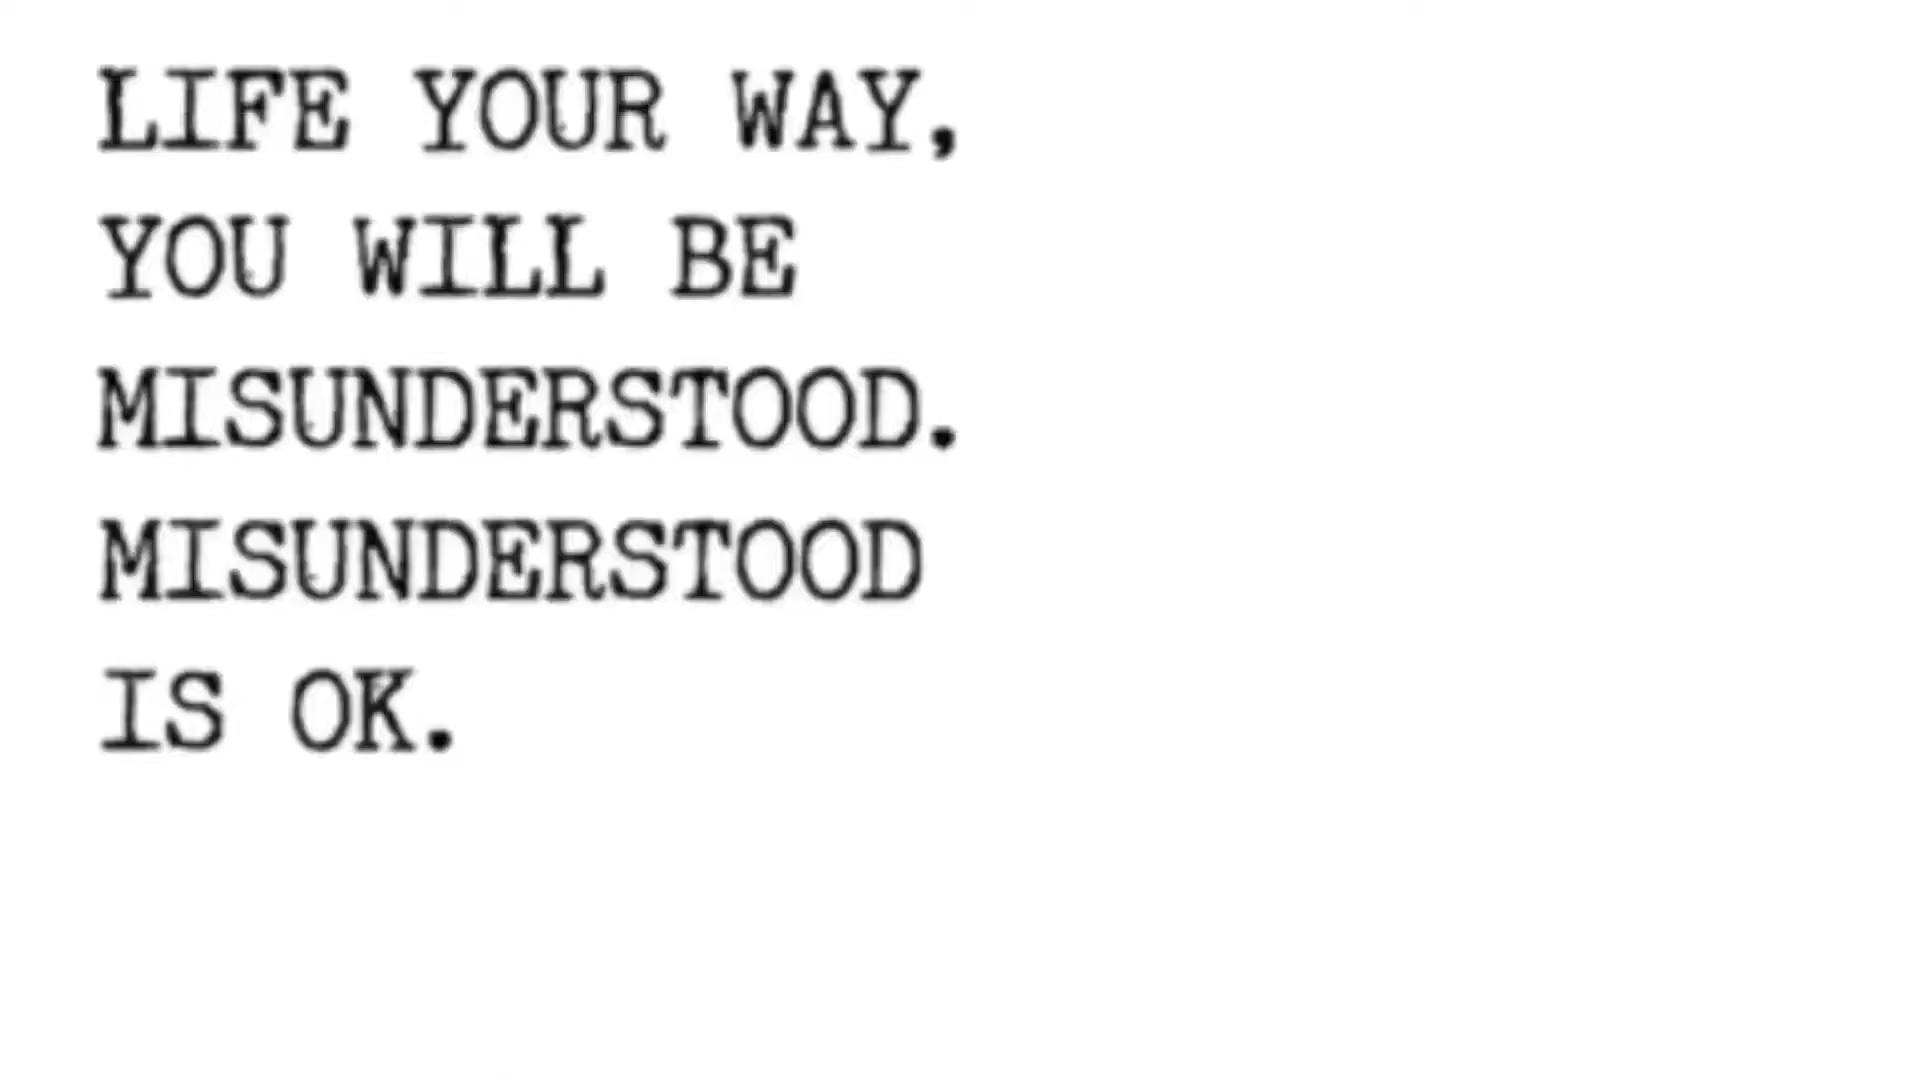 LIFE YOUR WAY,
YOU WILL BE
MISUNDERSTOOD.
MISUNDERSTOOD
IS OK.